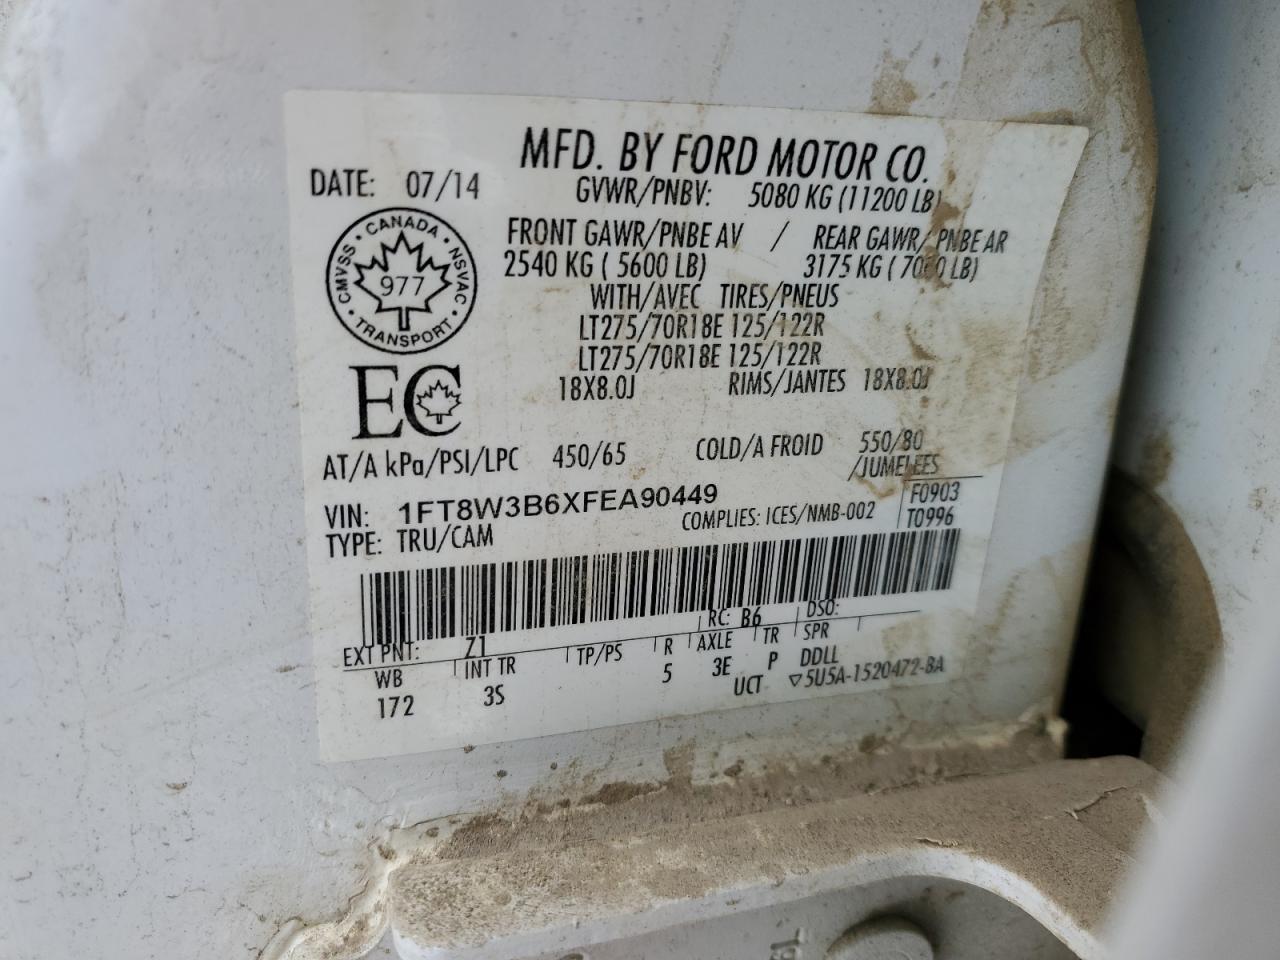 MFD. BY FORD MOTOR CO.
DATE: 07/14 GVWR/PNBV: 5080 KG (11200 LB)
CMVSS • CANADA • NSVAC • TRANSPORT •
977
FRONT GAWR/PNBE AV / REAR GAWR/PNBE AR
2540 KG ( 5600 LB) 3175 KG ( 7000 LB)
WITH/AVEC TIRES/PNEUS
LT275/70R18E 125/122R
LT275/70R18E 125/122R
EC
18X8.0J RIMS/JANTES 18X8.0J
AT/A kPa/PSI/LPC 450/65 COLD/A FROID 550/80
/JUMELEES
VIN: 1FT8W3B6XFEA90449 F0903
TYPE: TRU/CAM COMPLIES: ICES/NMB-002 T0996
EXT PNT: Z1 RC: B6 DSO:
WB INT TR TP/PS R AXLE TR SPR
172 3S 5 3E P DDLL
UCT ▽5U5A-1520472-BA